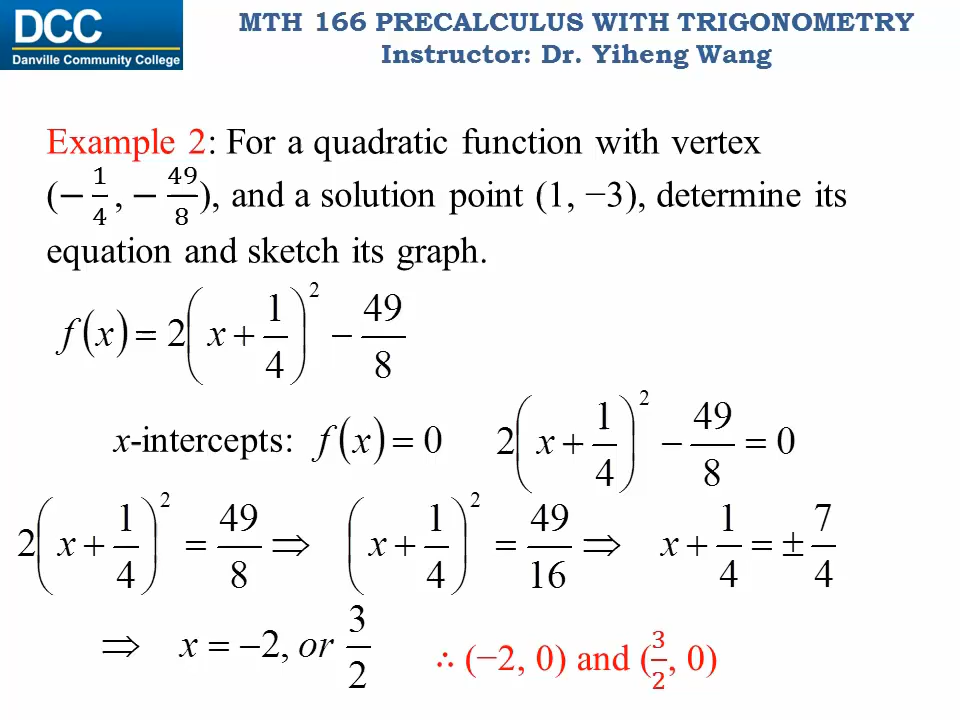 DCC
Danville Community College
MTH 166 PRECALCULUS WITH TRIGONOMETRY
Instructor: Dr. Yiheng Wang
Example 2: For a quadratic function with vertex
(− 1/4 , − 49/8), and a solution point (1, −3), determine its
equation and sketch its graph.
f(x) = 2(x + 1/4)² − 49/8
x-intercepts: f(x) = 0 2(x + 1/4)² − 49/8 = 0
2(x + 1/4)² = 49/8 ⇒ (x + 1/4)² = 49/16 ⇒ x + 1/4 = ± 7/4
⇒ x = −2, or 3/2 ∴ (−2, 0) and (3/2, 0)